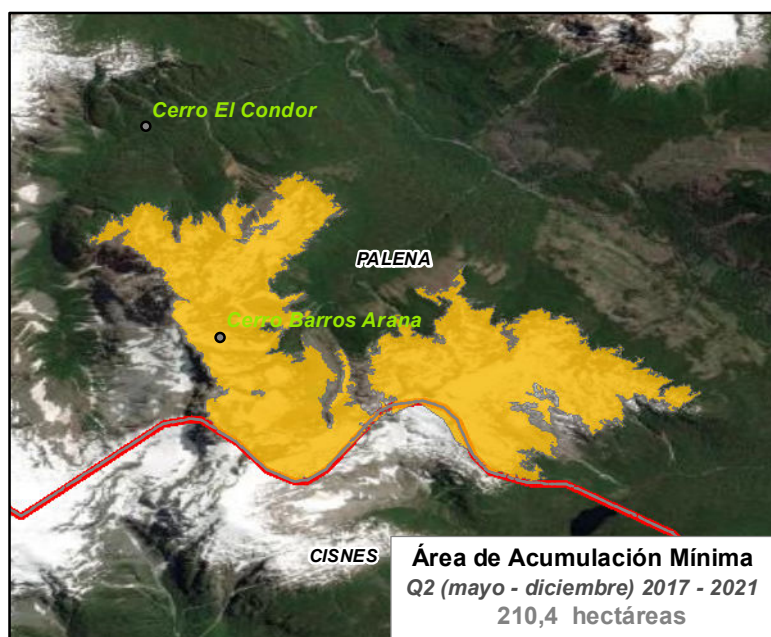 Cerro El Condor
PALENA
Cerro Barros Arana
CISNES
Área de Acumulación Mínima
Q2 (mayo - diciembre) 2017 - 2021
210,4 hectáreas